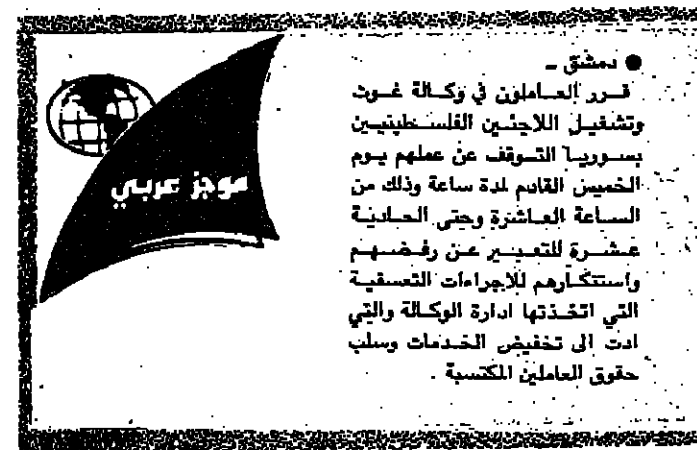 موجز عربي
● دمشق ـ
قرر العاملون في وكالة غوث
وتشغيل اللاجئين الفلسطينيين
بسوريا التوقف عن عملهم يوم
الخميس القادم لمدة ساعة وذلك من
الساعة العاشرة وحتى الحادية
عشرة للتعبير عن رفضهم
واستنكارهم للاجراءات التعسفية
التي اتخذتها ادارة الوكالة والتي
ادت الى تخفيض الخدمات وسلب
حقوق العاملين المكتسبة .